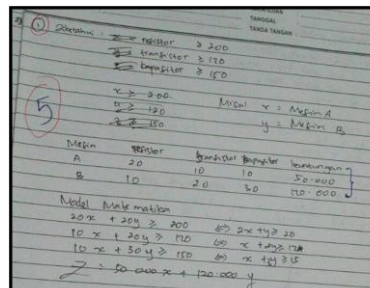 TANGGAL
TANDA TANGAN
1 Diketahui : resistor ≥ 200
transistor ≥ 120
kapasitor ≥ 150
x ≥ 200
y ≥ 120
z ≥ 150
Misal x = Mesin A
y = Mesin B
5
Mesin resistor transistor kapasitor keuntungan
A 20 10 10 50.000
B 10 20 30 120.000
Model Matematika
20x + 20y ≥ 200 ⇔ 2x+y ≥ 20
10x + 20y ≥ 120 ⇔ x + 2y ≥ 12
10x + 30y ≥ 150 ⇔ x + y ≥ 15
Z : 50.000x + 120.000y